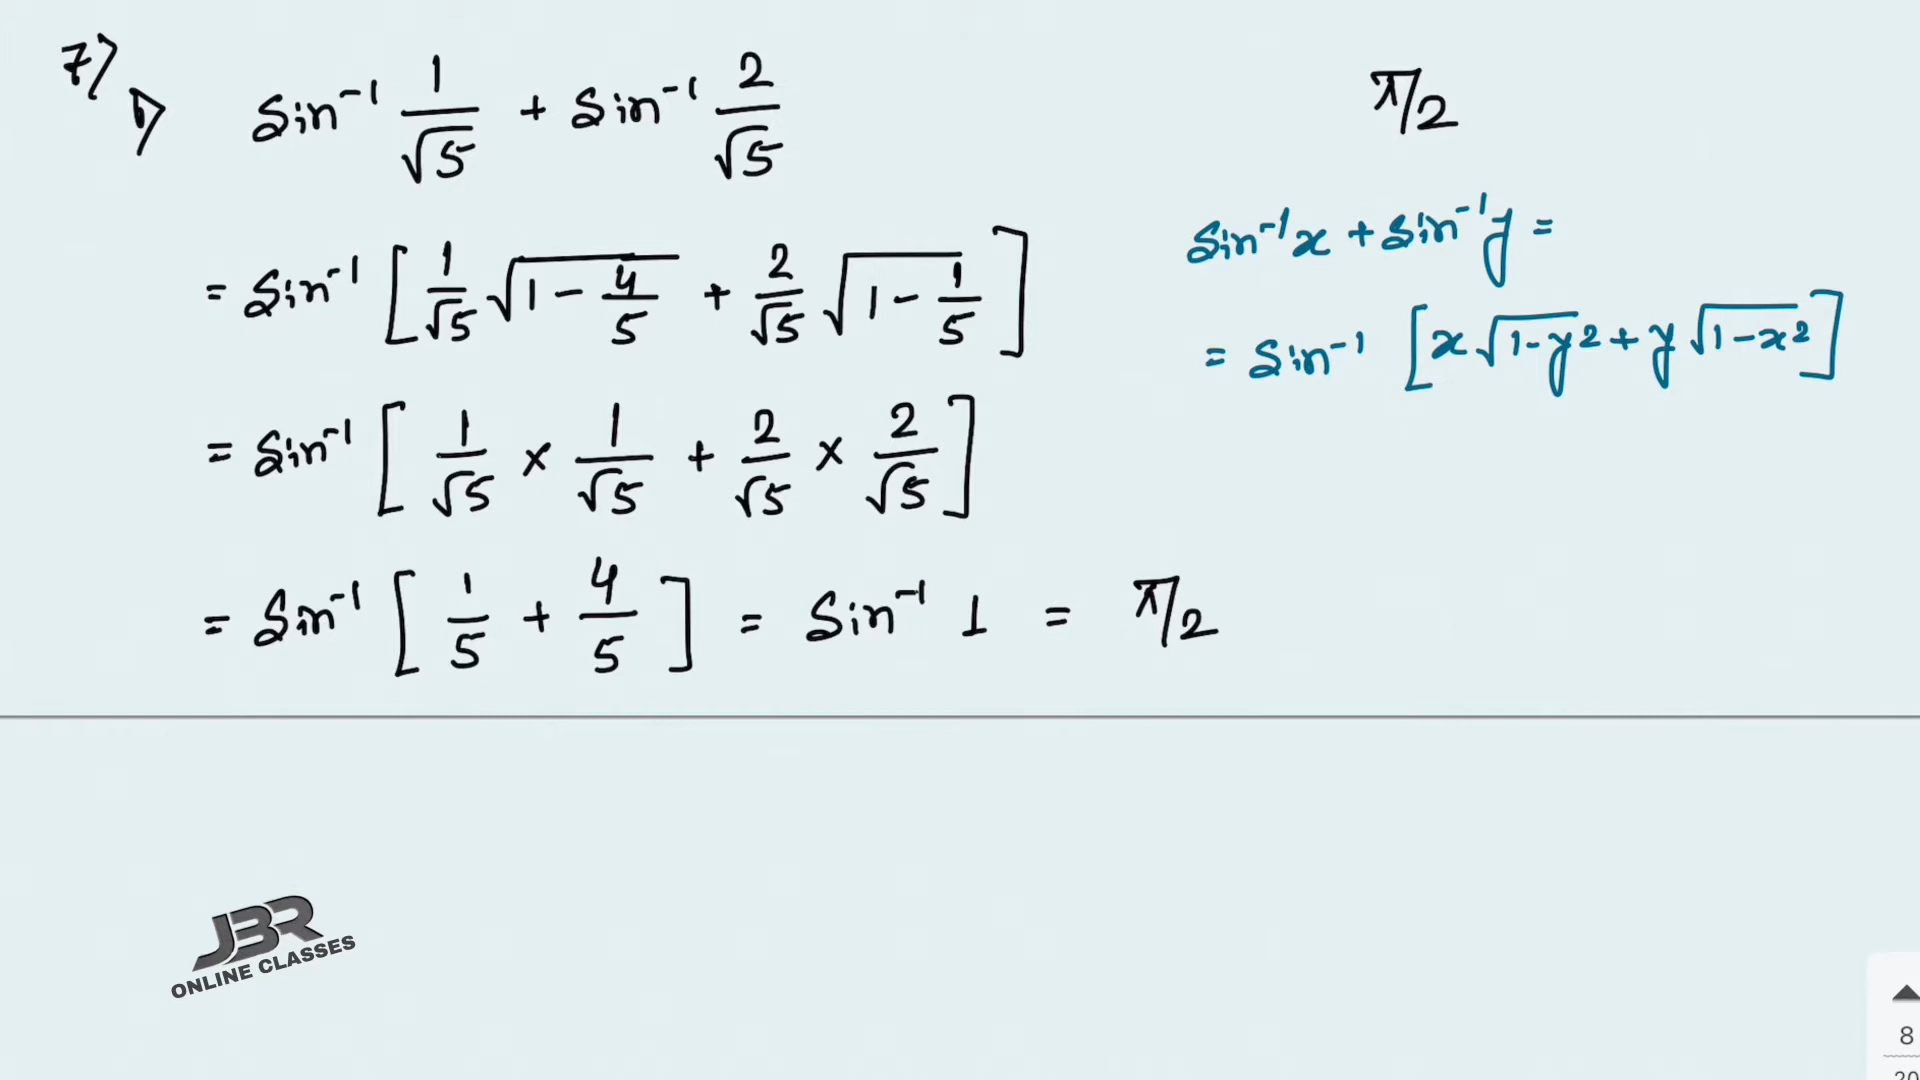 7)
i) Sin⁻¹ 1/√5 + Sin⁻¹ 2/√5
π/2
= Sin⁻¹ [1/√5 √(1 - 4/5) + 2/√5 √(1 - 1/5)]
= Sin⁻¹ [1/√5 × 1/√5 + 2/√5 × 2/√5]
= Sin⁻¹ [1/5 + 4/5] = Sin⁻¹ 1 = π/2
Sin⁻¹x + Sin⁻¹y =
= Sin⁻¹ [x√(1-y²) + y√(1-x²)]
JBR
ONLINE CLASSES
8
20